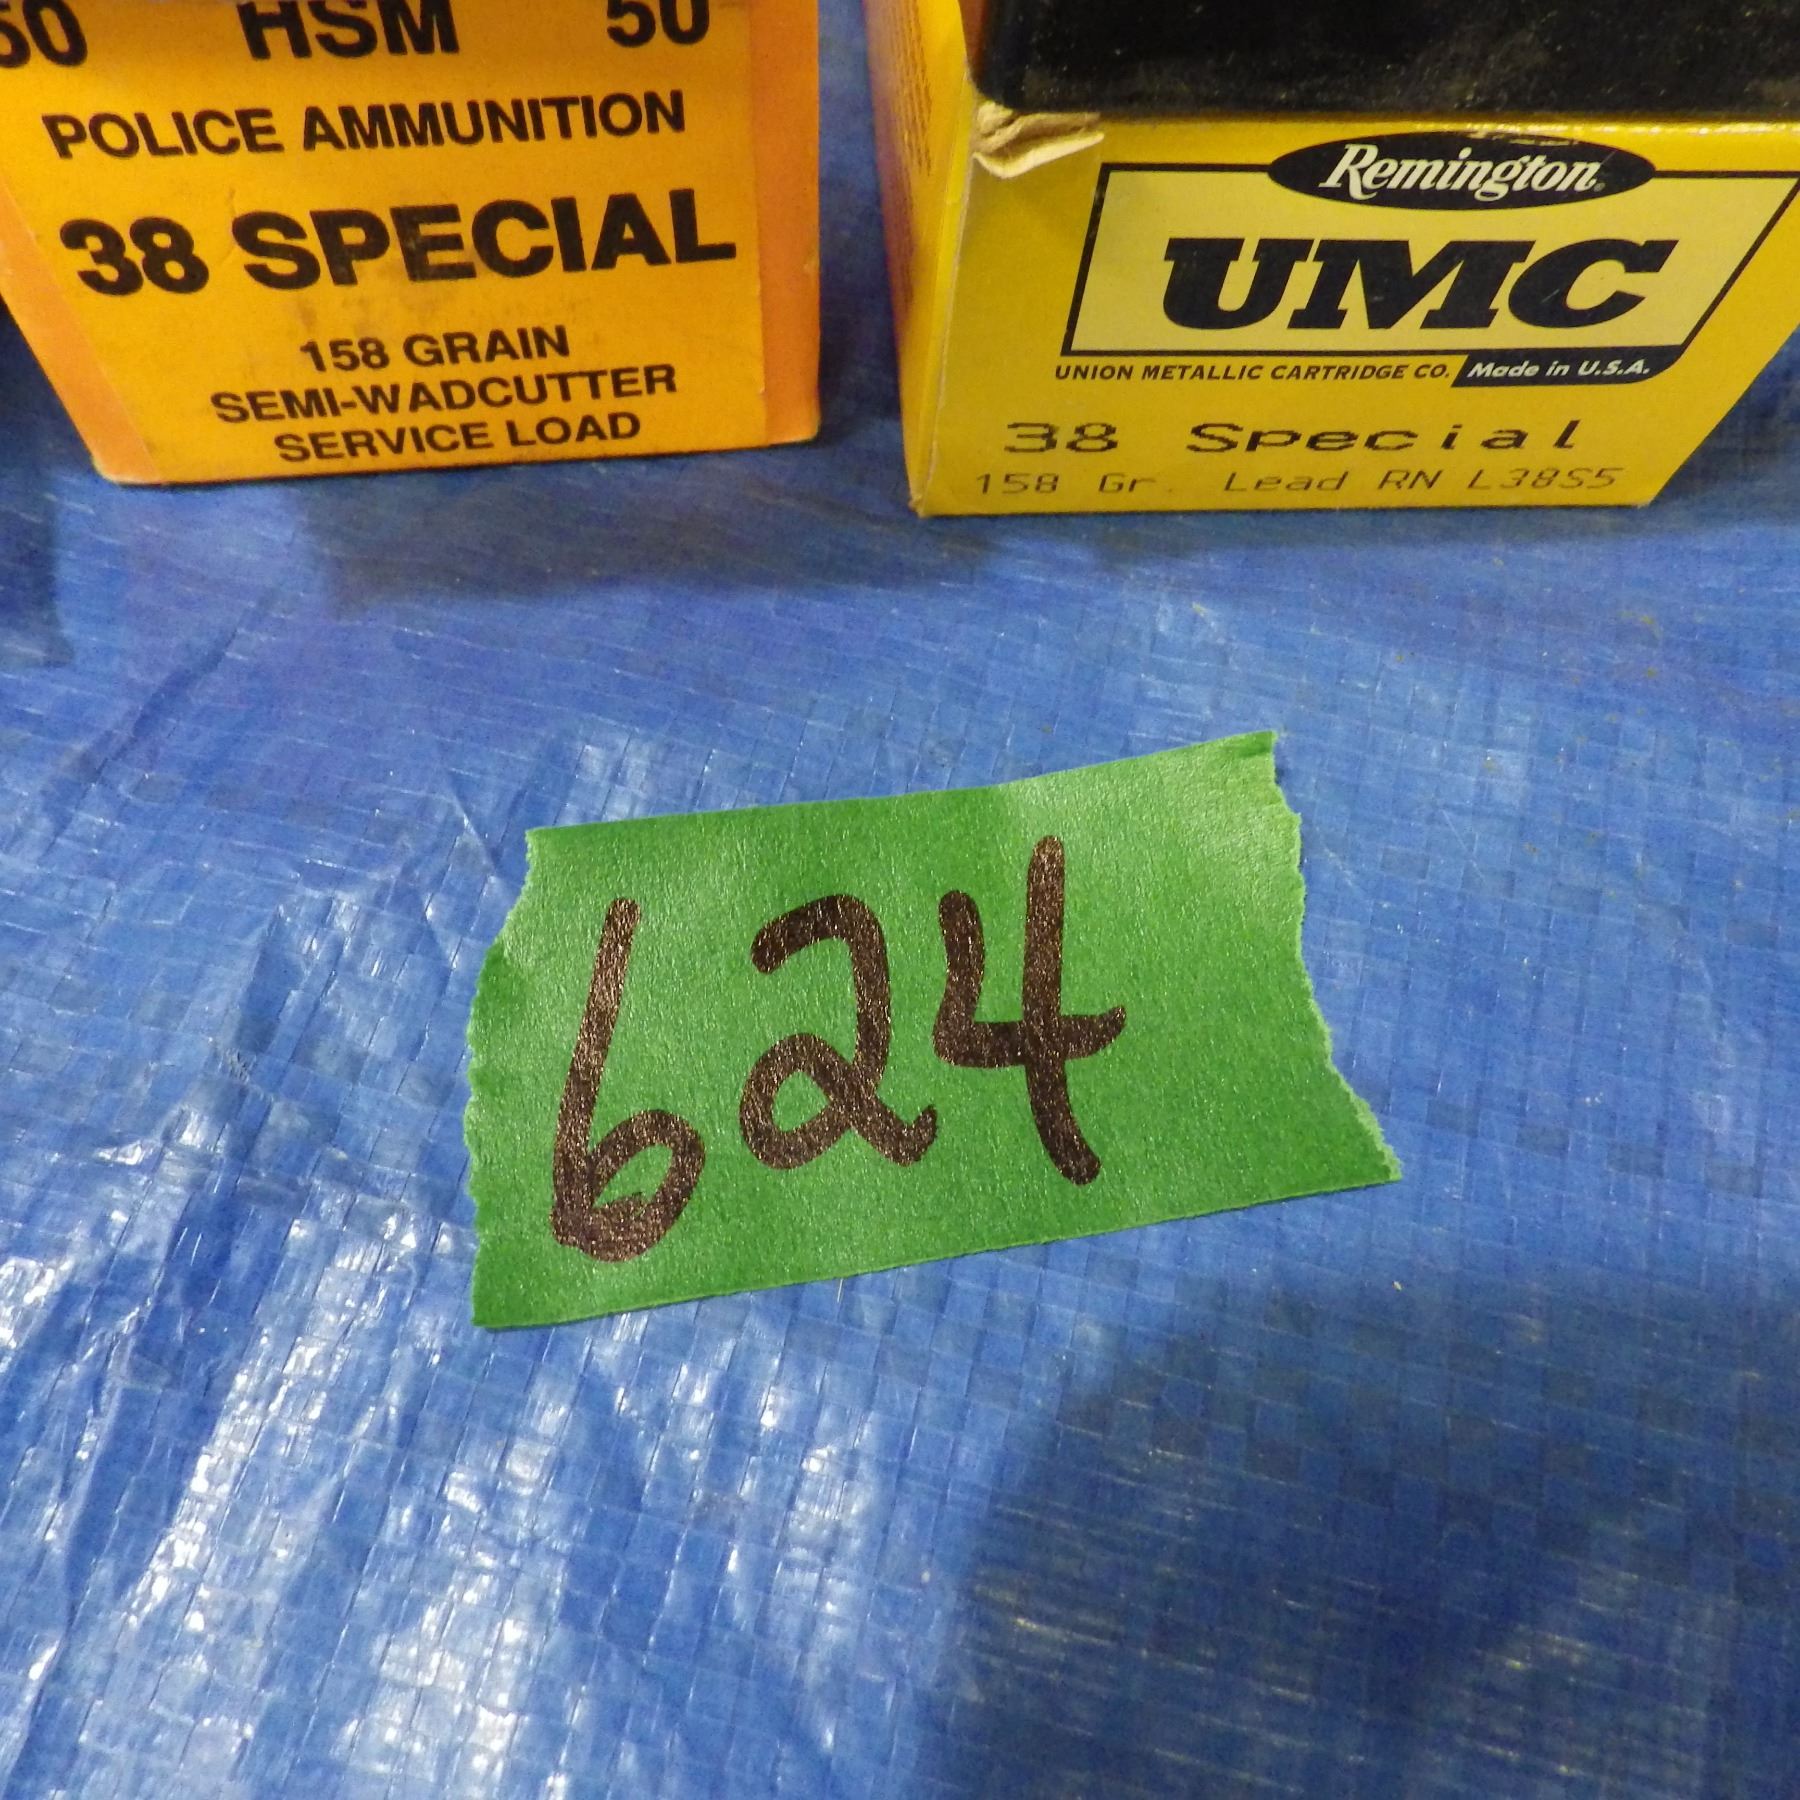 50 HSM 50
POLICE AMMUNITION
38 SPECIAL
158 GRAIN
SEMI-WADCUTTER
SERVICE LOAD
Remington®
UMC
UNION METALLIC CARTRIDGE CO. Made in U.S.A.
38 Special
158 Gr. Lead RN L38S5
624